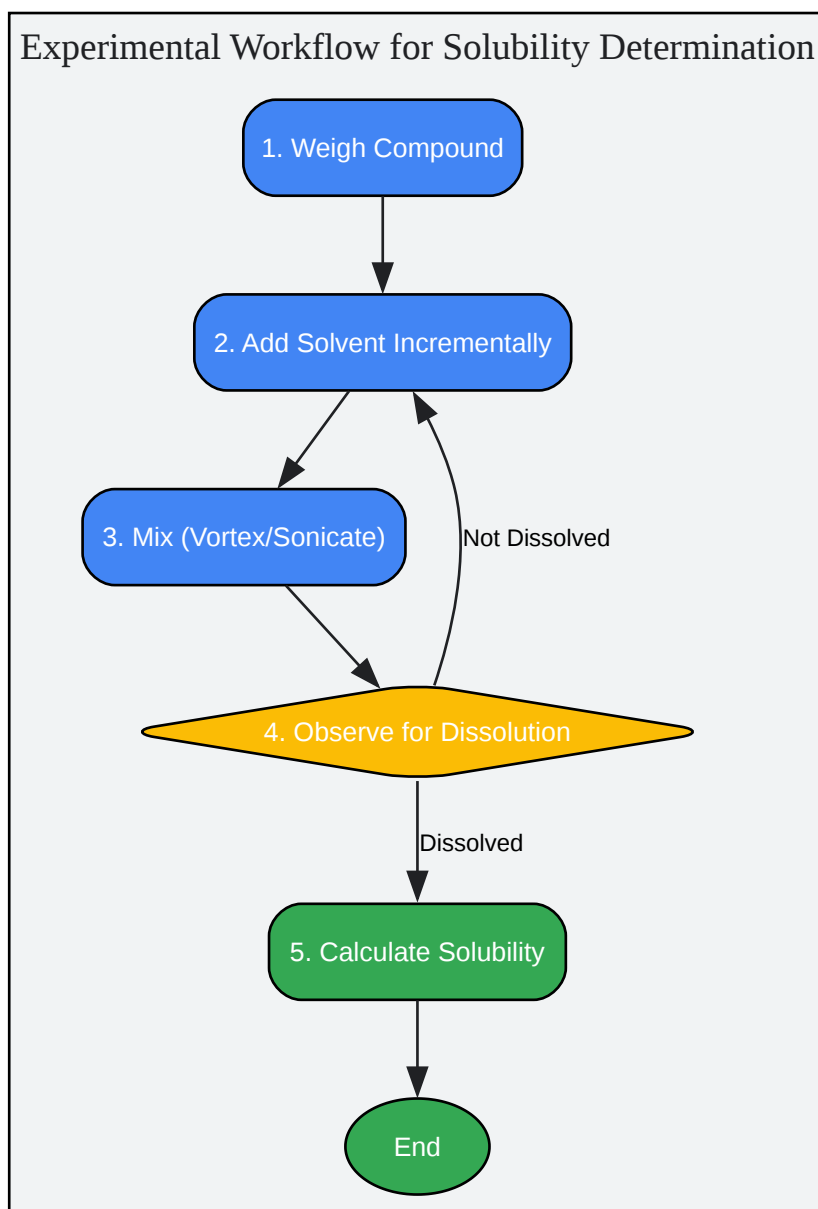 Experimental Workflow for Solubility Determination
1. Weigh Compound
2. Add Solvent Incrementally
3. Mix (Vortex/Sonicate)
Not Dissolved
4. Observe for Dissolution
Dissolved
5. Calculate Solubility
End